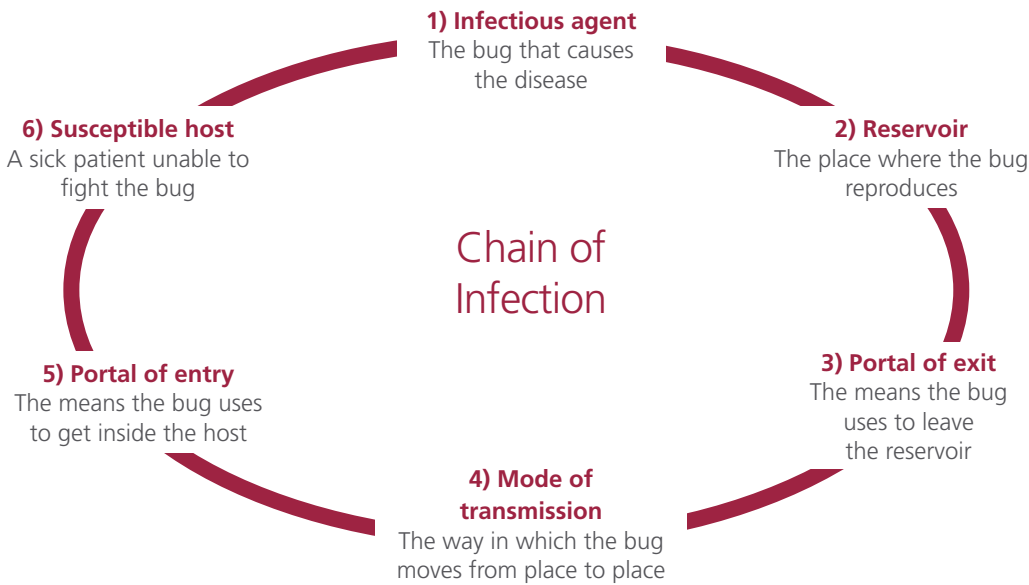 1) Infectious agent
The bug that causes
the disease
2) Reservoir
The place where the bug
reproduces
3) Portal of exit
The means the bug
uses to leave
the reservoir
4) Mode of
transmission
The way in which the bug
moves from place to place
5) Portal of entry
The means the bug uses
to get inside the host
6) Susceptible host
A sick patient unable to
fight the bug
Chain of
Infection